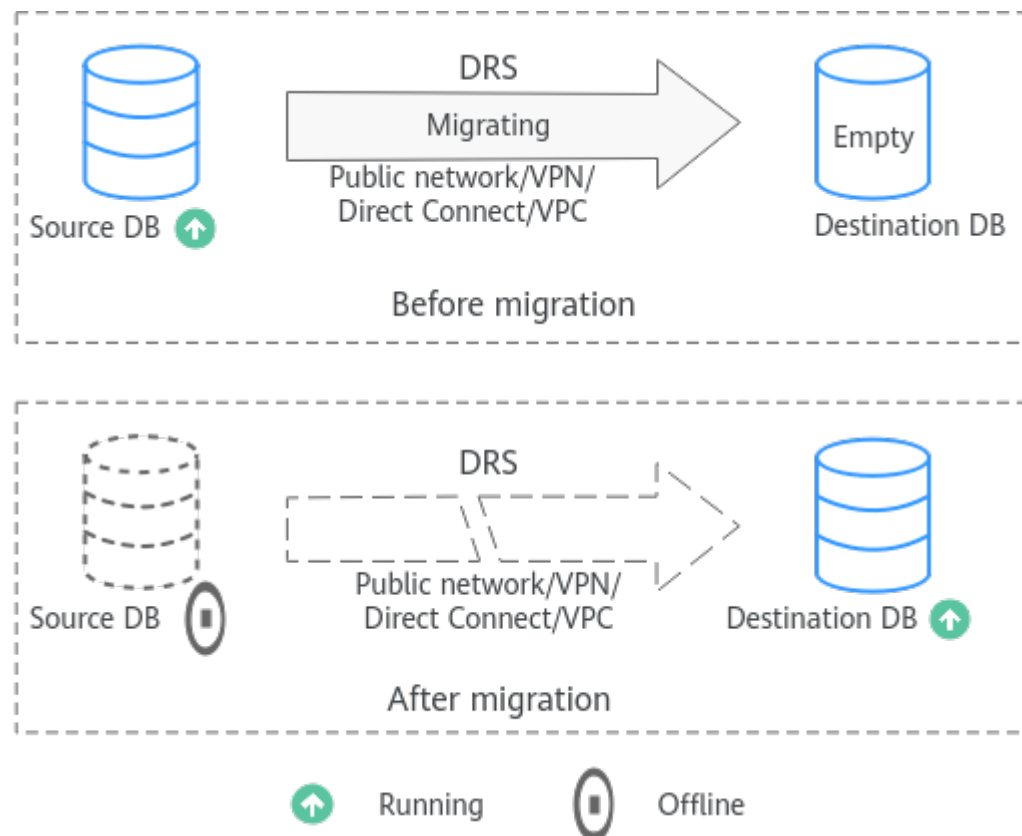 DRS
Migrating
Empty
Public network/VPN/
Direct Connect/VPC
Source DB
Destination DB
Before migration
DRS
Public network/VPN/
Direct Connect/VPC
Source DB
Destination DB
After migration
Running
Offline